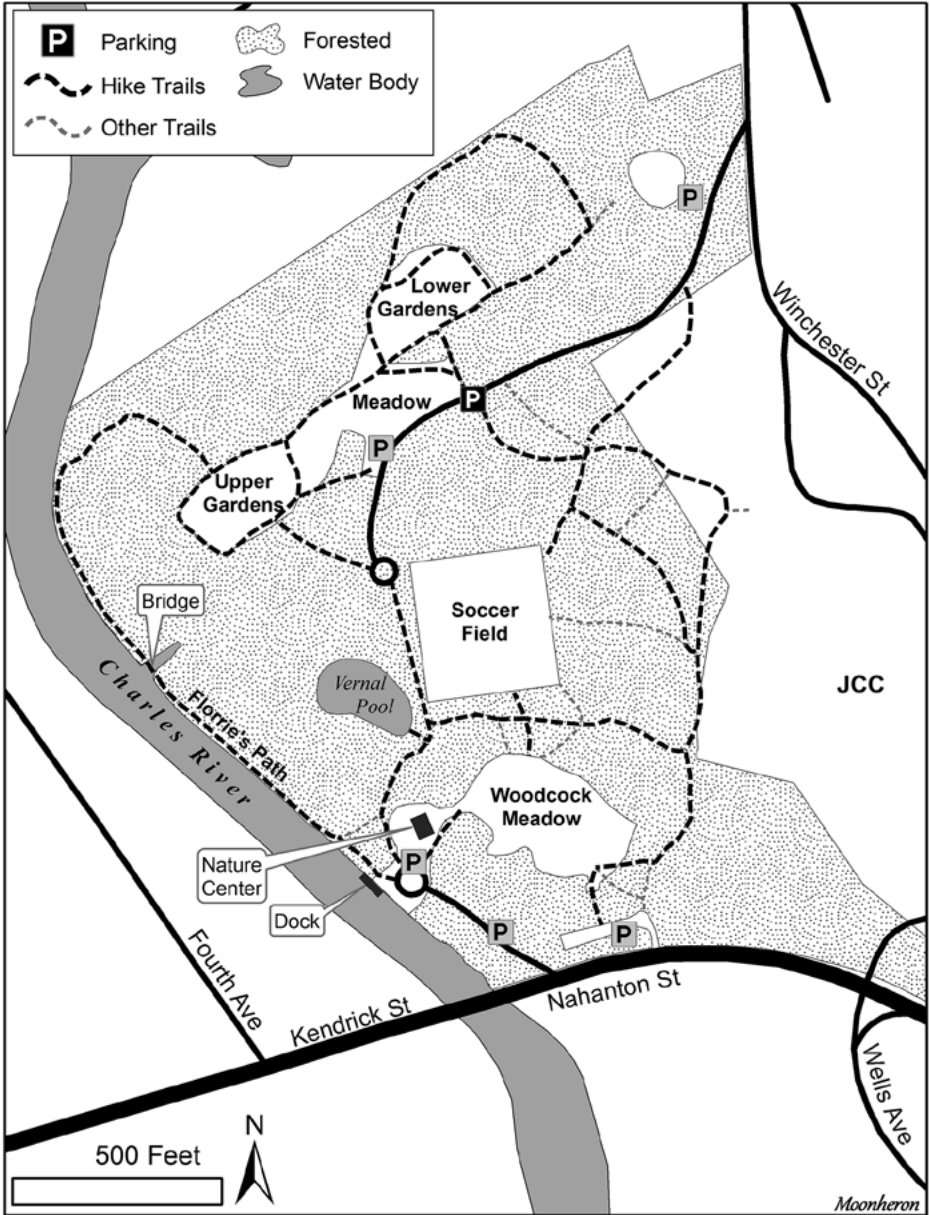 P Parking
Forested
Hike Trails
Water Body
Other Trails
P
Winchester St
Lower
Gardens
P
Meadow
P
Upper
Gardens
Bridge
Soccer
Field
Vernal
Pool
JCC
Charles River
Florrie's Path
Woodcock
Meadow
Nature
Center
P
Dock
P
P
Fourth Ave
Kendrick St
Nahanton St
Wells Ave
N
500 Feet
Moonheron